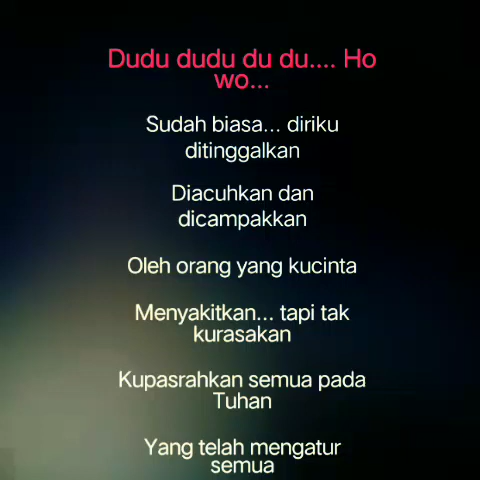 Dudu dudu du du.... Ho
wo...
Sudah biasa... diriku
ditinggalkan
Diacuhkan dan
dicampakkan
Oleh orang yang kucinta
Menyakitkan... tapi tak
kurasakan
Kupasrahkan semua pada
Tuhan
Yang telah mengatur
semua